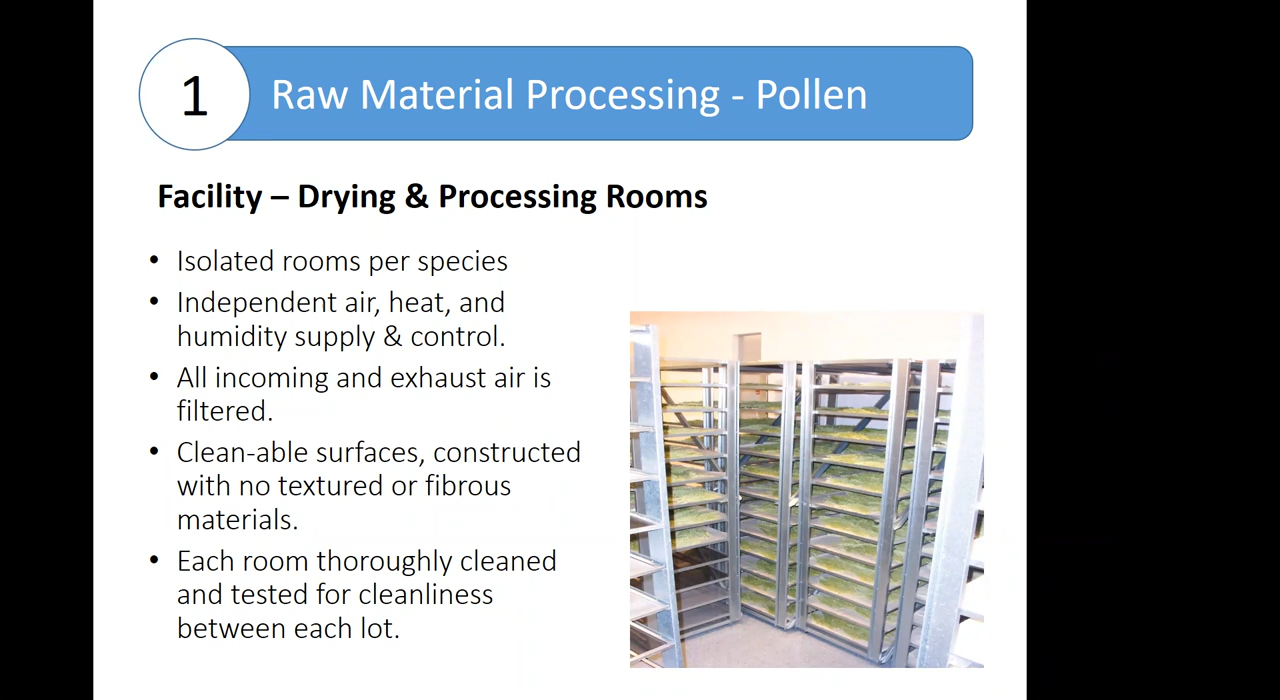 1
Raw Material Processing - Pollen
Facility – Drying & Processing Rooms
• Isolated rooms per species
• Independent air, heat, and
humidity supply & control.
• All incoming and exhaust air is
filtered.
• Clean-able surfaces, constructed
with no textured or fibrous
materials.
• Each room thoroughly cleaned
and tested for cleanliness
between each lot.